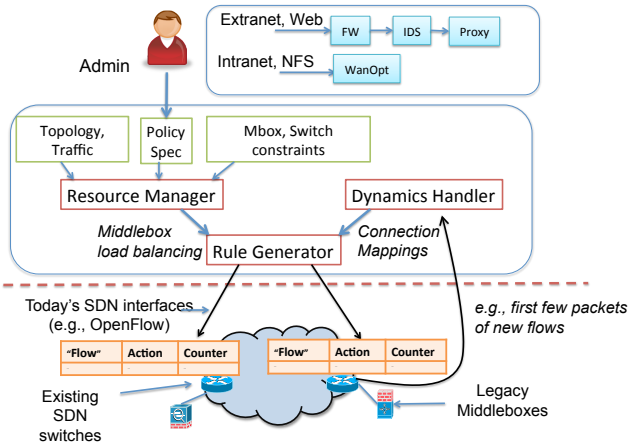 Extranet, Web
FW
IDS
Proxy
Intranet, NFS
WanOpt
Admin
Topology,
Traffic
Policy
Spec
Mbox, Switch
constraints
Resource Manager
Dynamics Handler
Middlebox
load balancing
Rule Generator
Connection
Mappings
Today's SDN interfaces
(e.g., OpenFlow)
e.g., first few packets
of new flows
"Flow" Action Counter
"Flow" Action Counter
Existing
SDN
switches
Legacy
Middleboxes